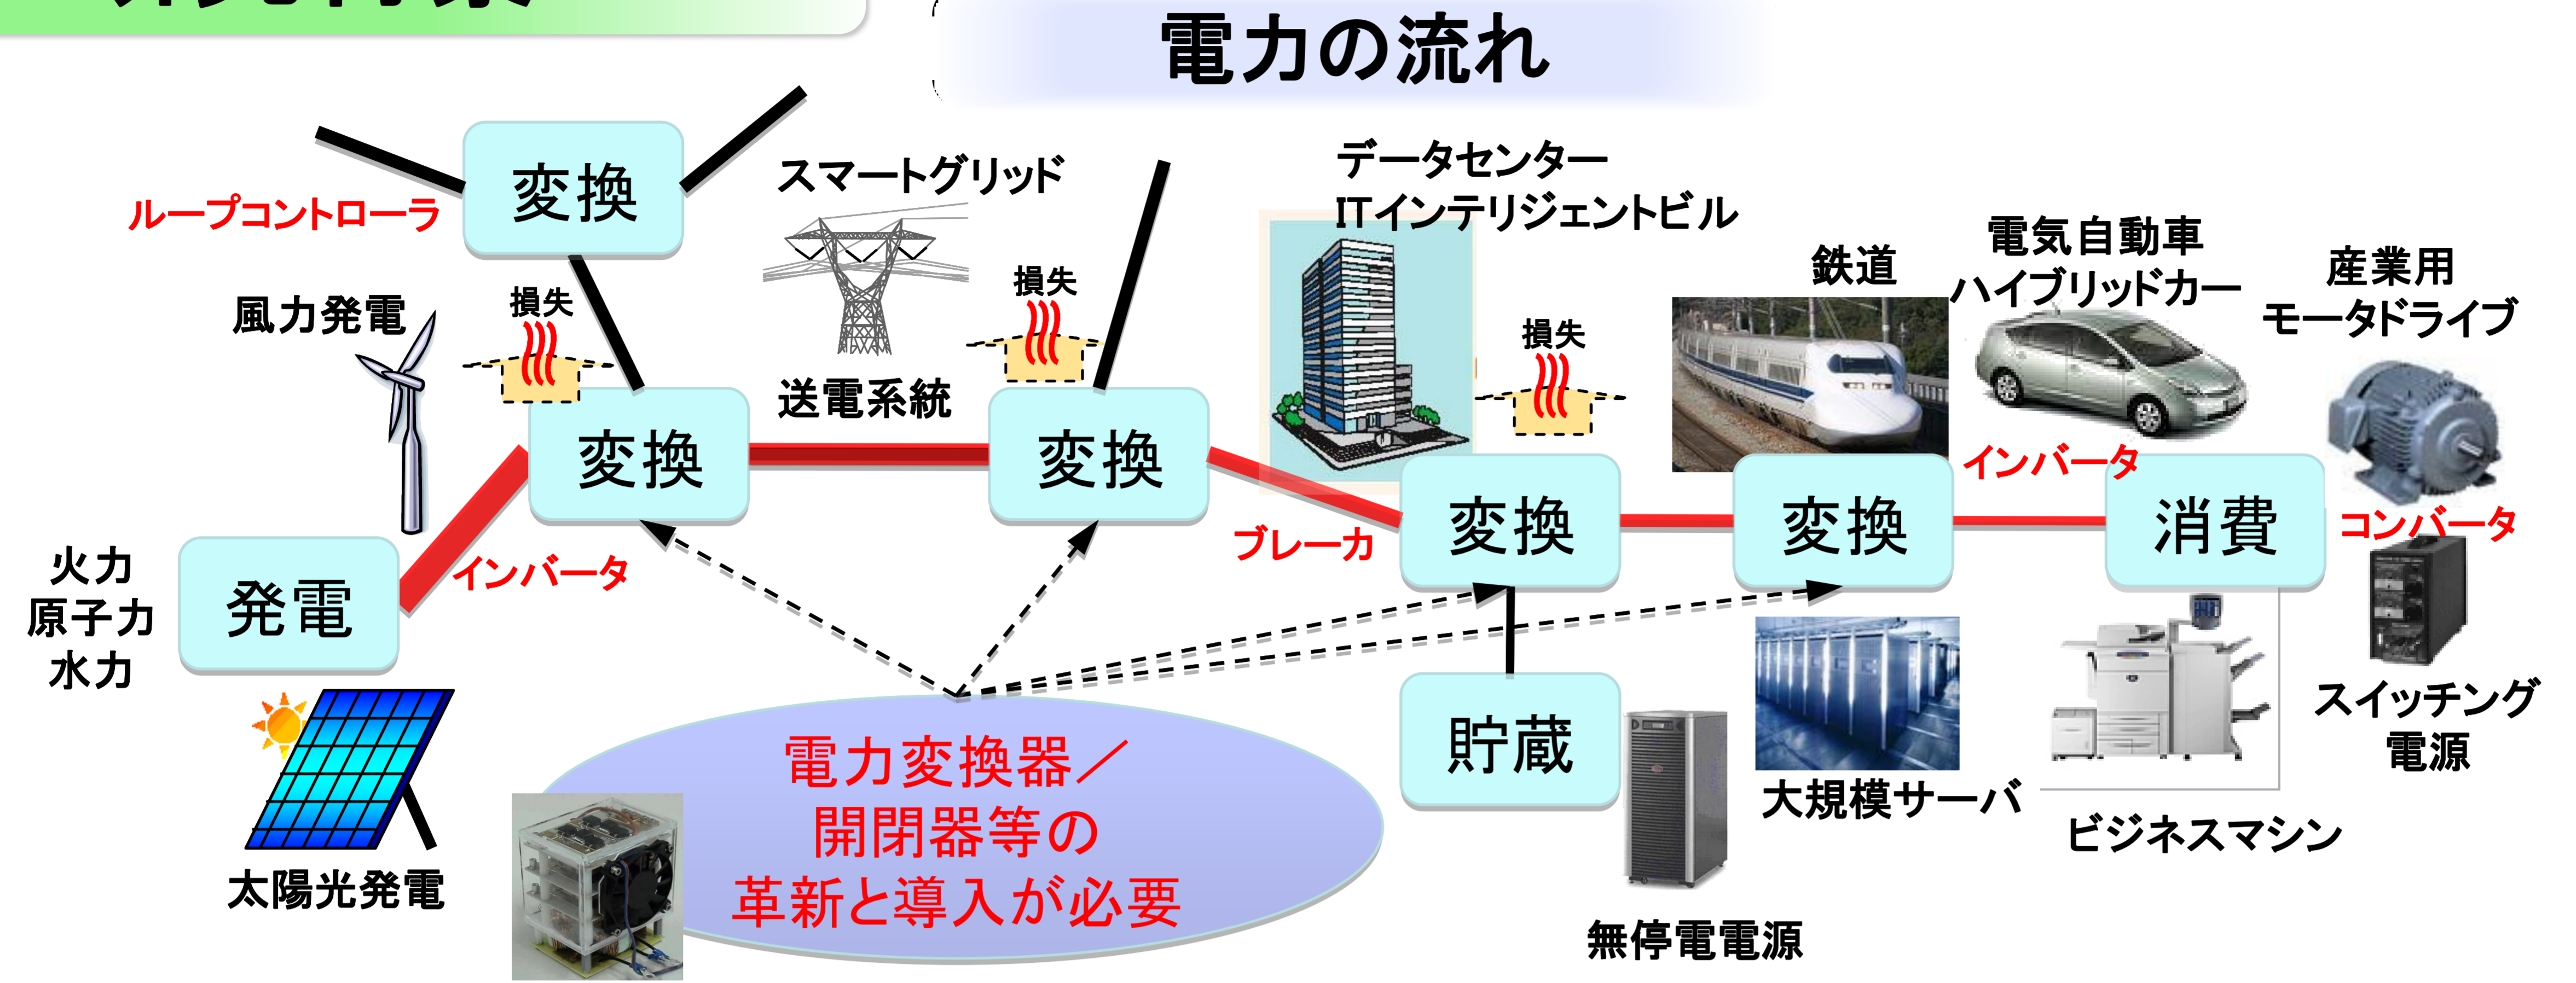 電力の流れ
変換
ループコントローラ
スマートグリッド
データセンター
ITインテリジェントビル
鉄道
電気自動車
ハイブリッドカー
産業用
モータドライブ
風力発電
損失
損失
損失
送電系統
変換
変換
変換
変換
消費
インバータ
コンバータ
ブレーカ
インバータ
発電
火力
原子力
水力
太陽光発電
電力変換器／
開閉器等の
革新と導入が必要
貯蔵
無停電電源
大規模サーバ
ビジネスマシン
スイッチング
電源